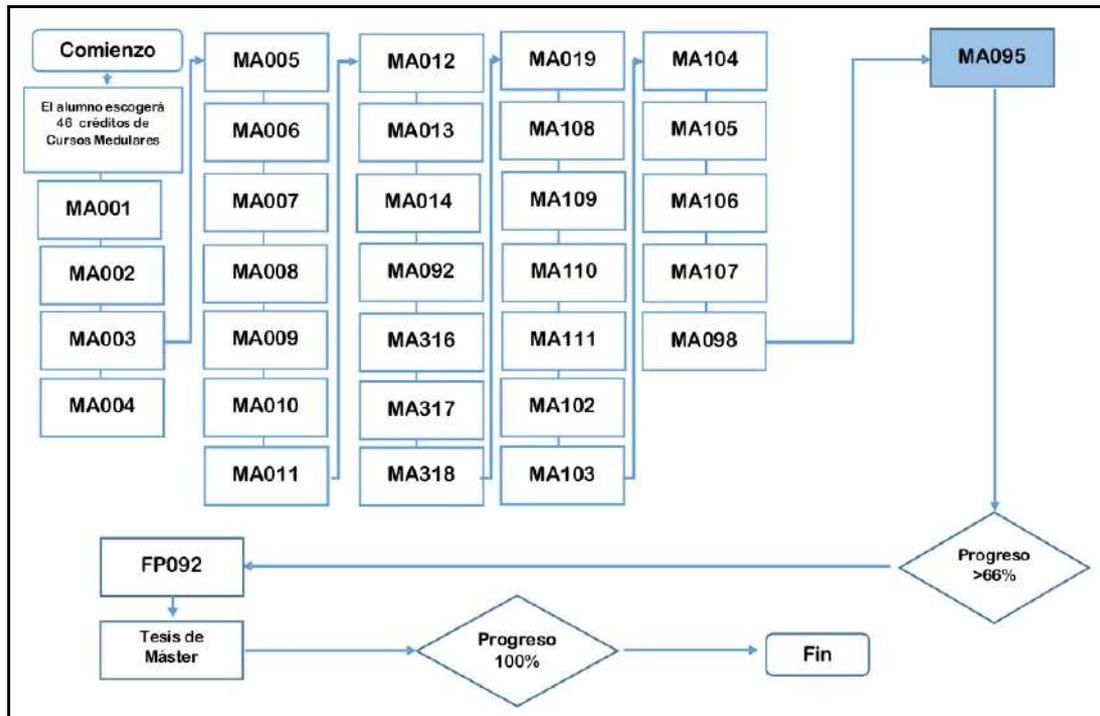 Comienzo
El alumno escogerá
46 créditos de
Cursos Medulares
MA001
MA002
MA003
MA004
MA005
MA006
MA007
MA008
MA009
MA010
MA011
MA012
MA013
MA014
MA092
MA316
MA317
MA318
MA019
MA108
MA109
MA110
MA111
MA102
MA103
MA104
MA105
MA106
MA107
MA098
MA095
Progreso
>66%
FP092
Tesis de
Máster
Progreso
100%
Fin